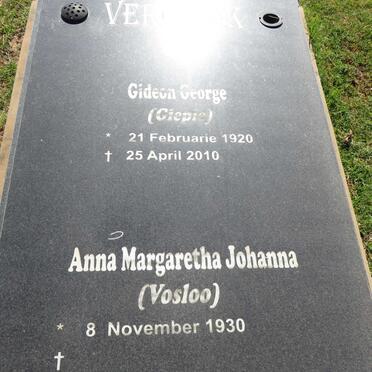 Gideon George
(Giepie)
* 21 Februarie 1920
† 25 April 2010
Anna Margaretha Johanna
(Vosloo)
* 8 November 1930
†